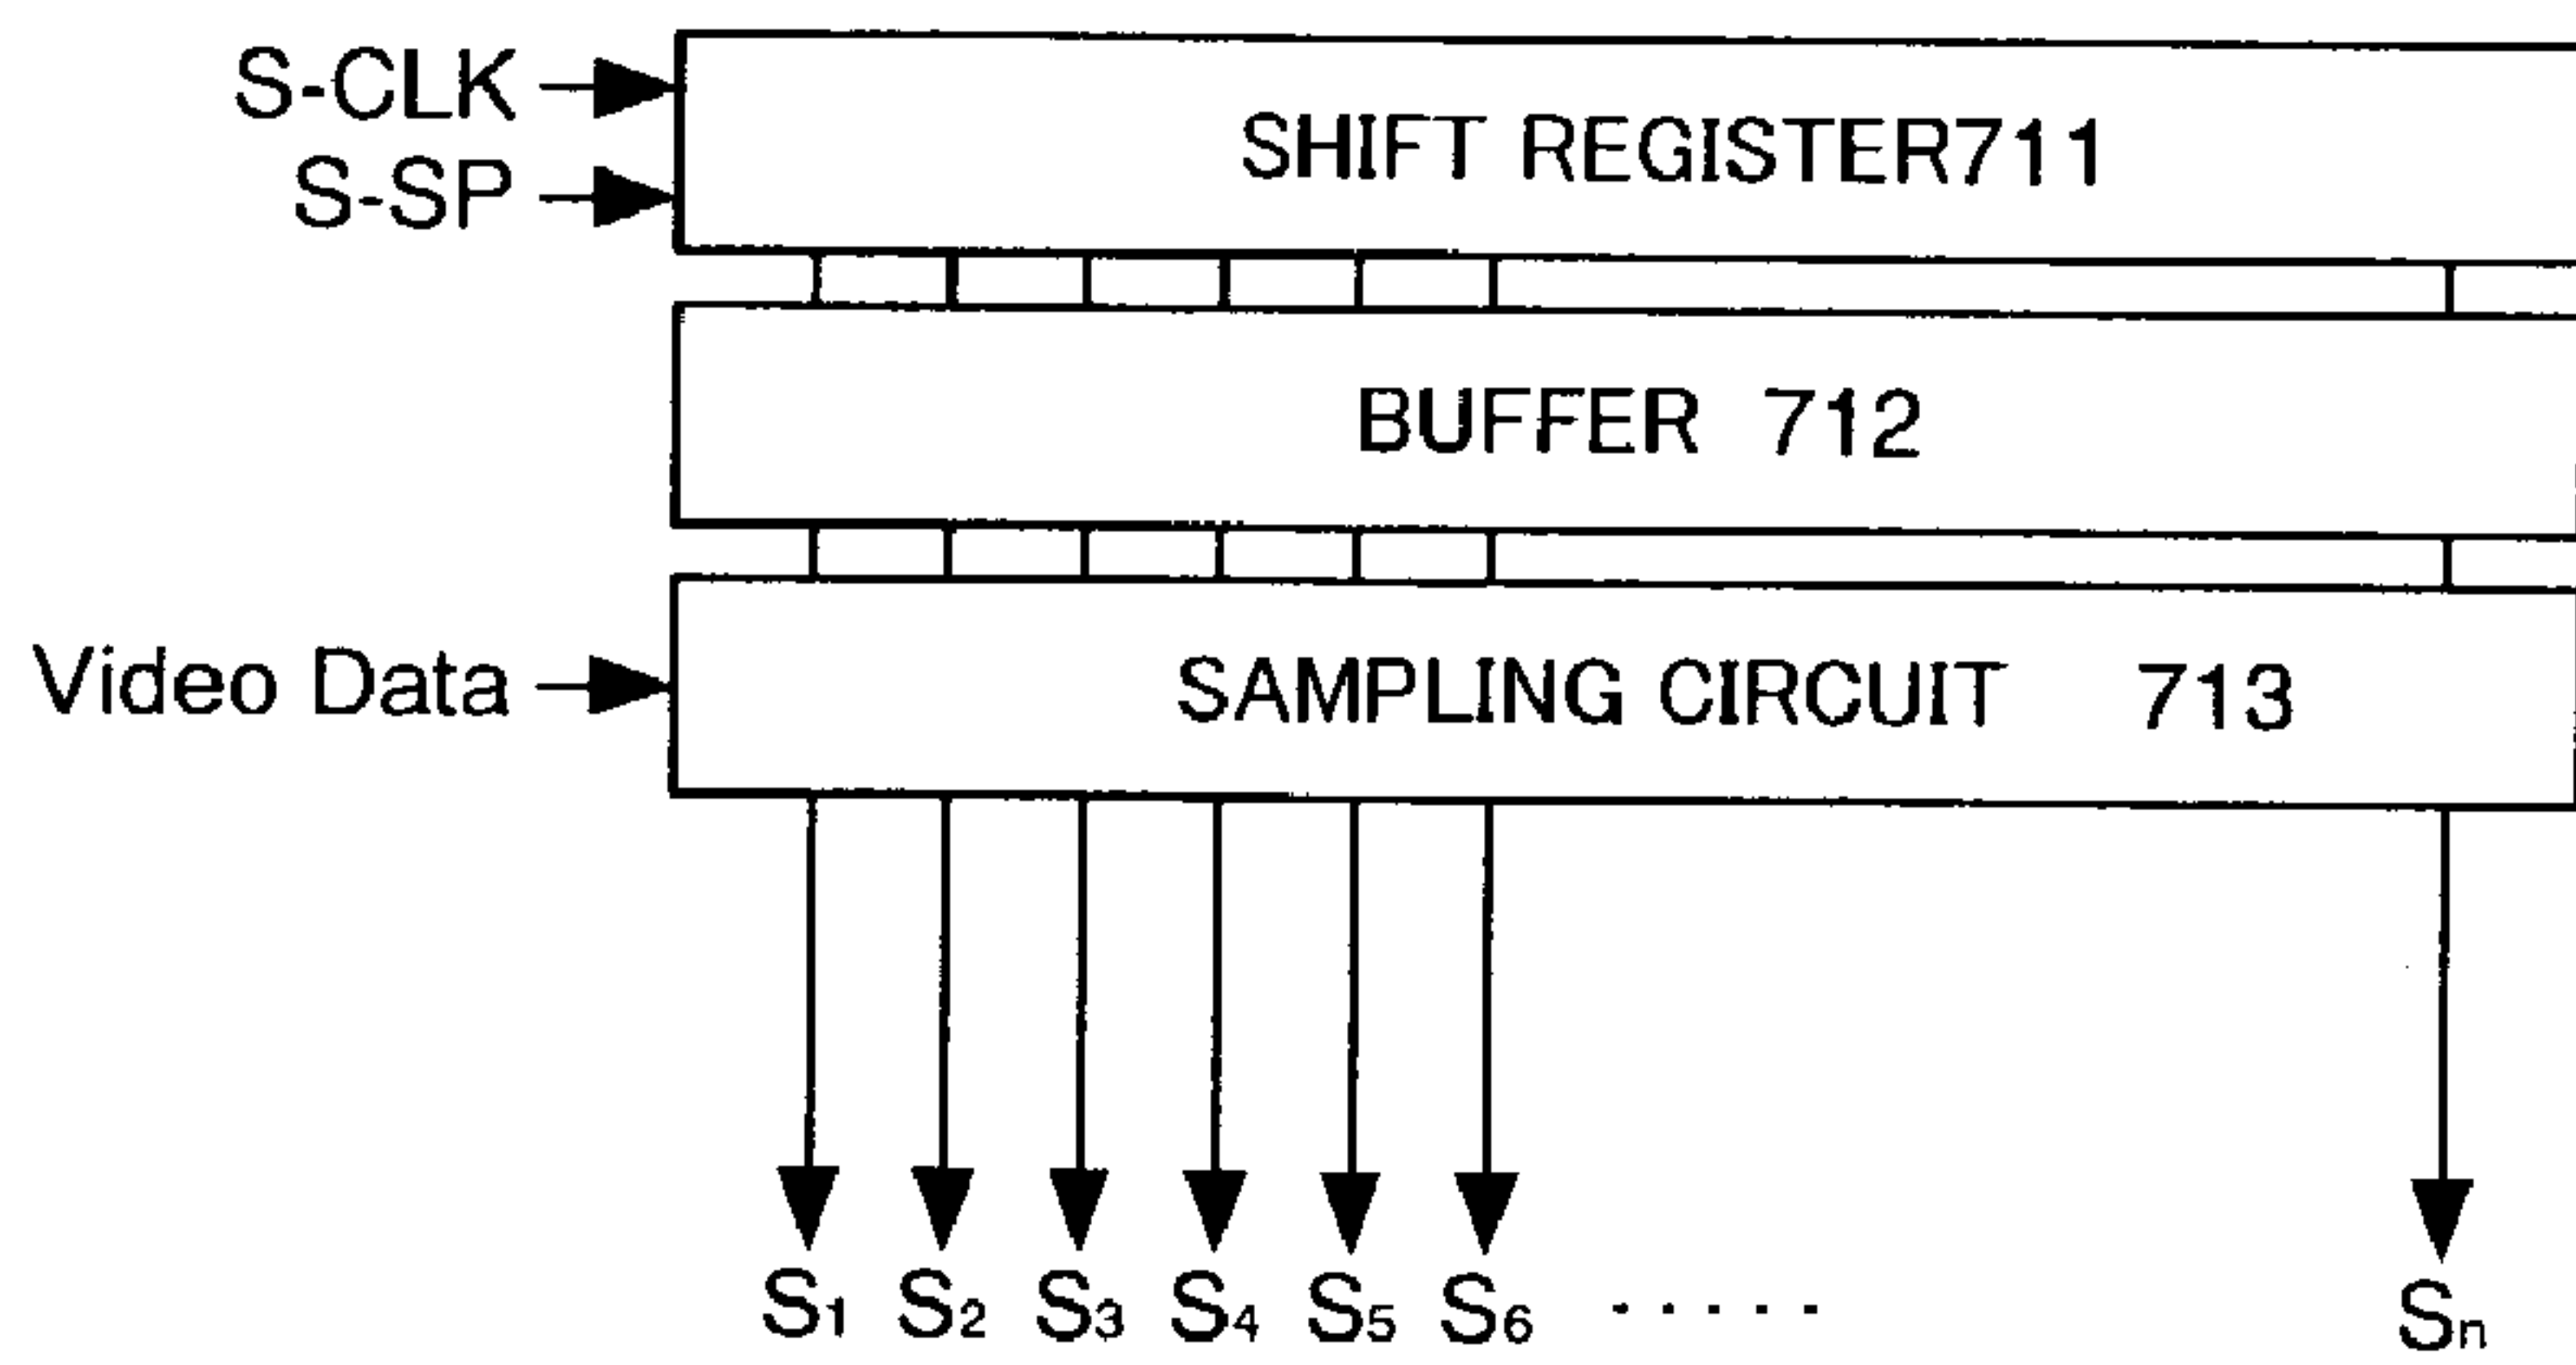 S-CLK
S-SP
SHIFT REGISTER711
BUFFER 712
Video Data
SAMPLING CIRCUIT 713
S1 S2 S3 S4 S5 S6 ····· Sn